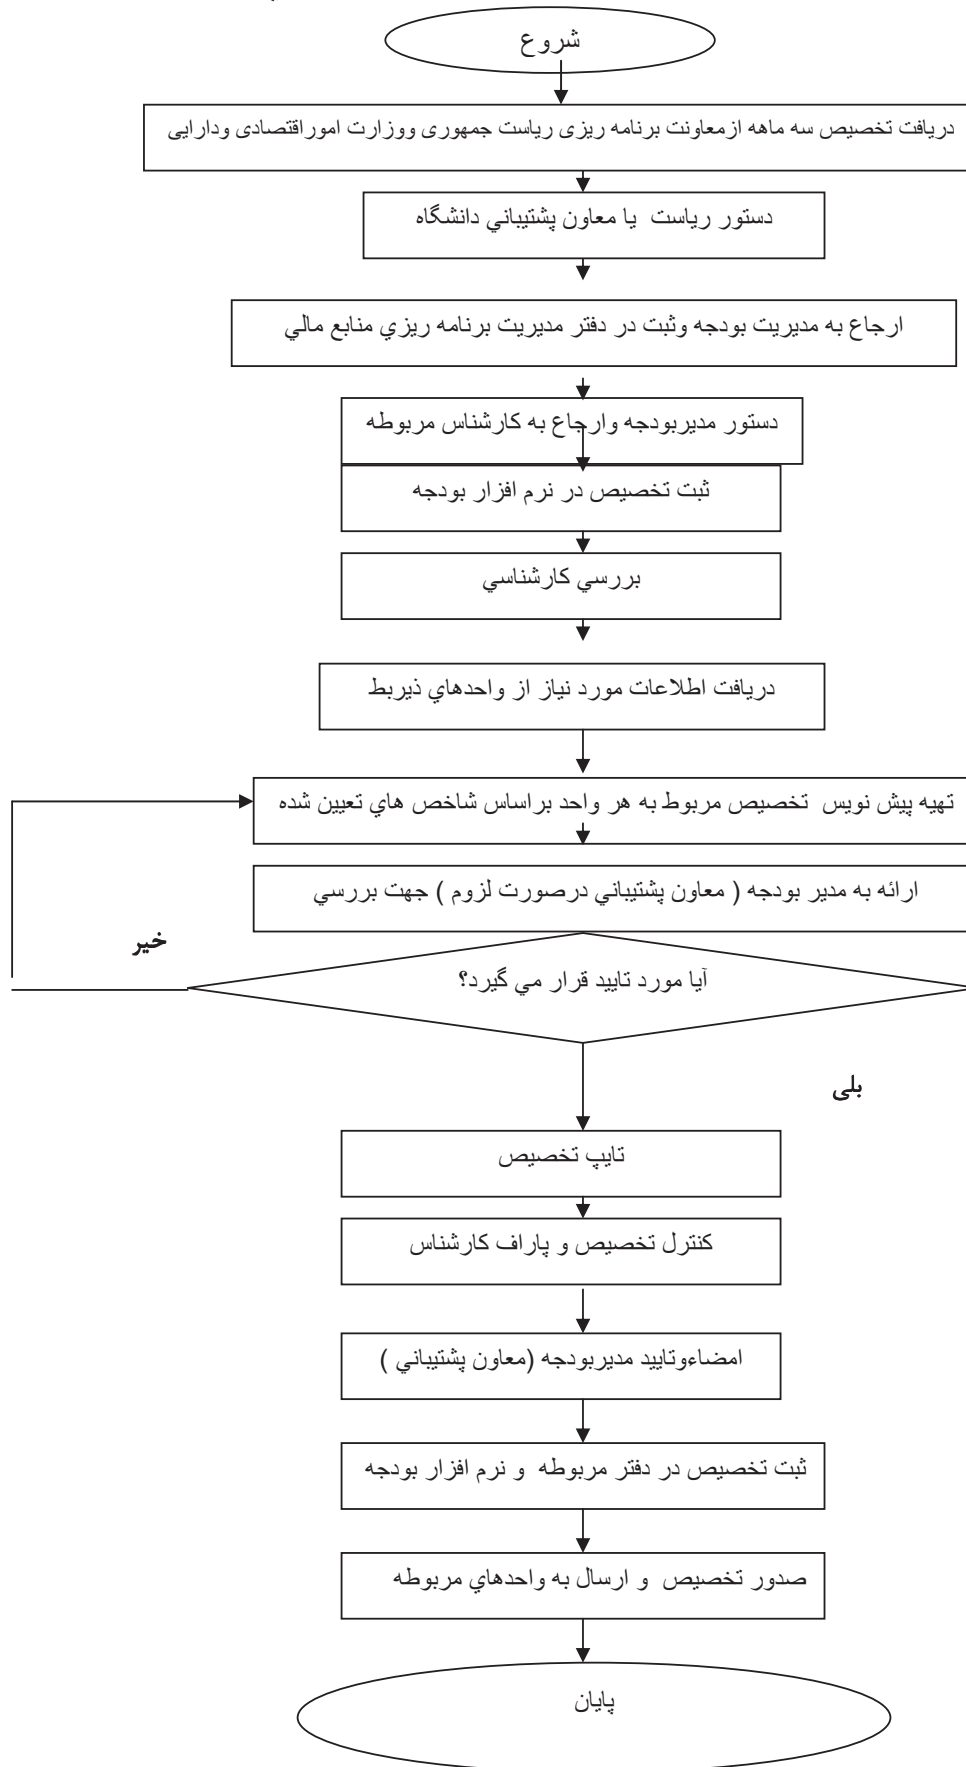 شروع
دريافت تخصيص سه ماهه ازمعاونت برنامه ريزی رياست جمهوری ووزارت اموراقتصادی ودارايی
دستور رياست يا معاون پشتيباني دانشگاه
ارجاع به مديريت بودجه وثبت در دفتر مديريت برنامه ريزي منابع مالي
دستور مديربودجه وارجاع به كارشناس مربوطه
ثبت تخصيص در نرم افزار بودجه
بررسي كارشناسي
دريافت اطلاعات مورد نياز از واحدهاي ذيربط
تهيه پيش نويس تخصيص مربوط به هر واحد براساس شاخص هاي تعيين شده
ارائه به مدير بودجه ( معاون پشتيباني درصورت لزوم ) جهت بررسي
خير
آيا مورد تاييد قرار مي گيرد؟
بلی
تايپ تخصيص
كنترل تخصيص و پاراف كارشناس
امضاءوتاييد مديربودجه (معاون پشتيباني )
ثبت تخصيص در دفتر مربوطه و نرم افزار بودجه
صدور تخصيص و ارسال به واحدهاي مربوطه
پايان